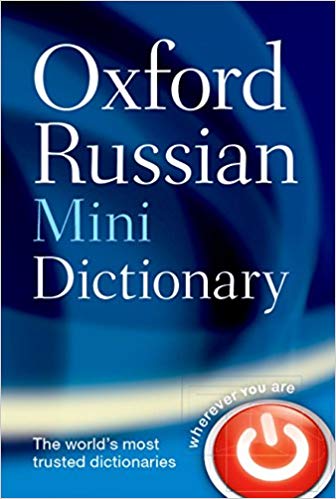 Oxford
Russian
Mini
Dictionary
wherever YOU are
The world's most
trusted dictionaries